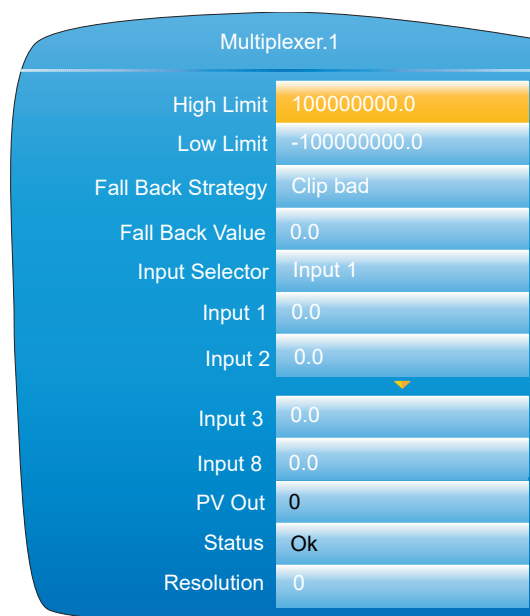 Multiplexer.1
High Limit 100000000.0
Low Limit -100000000.0
Fall Back Strategy Clip bad
Fall Back Value 0.0
Input Selector Input 1
Input 1 0.0
Input 2 0.0
Input 3 0.0
Input 8 0.0
PV Out 0
Status Ok
Resolution 0